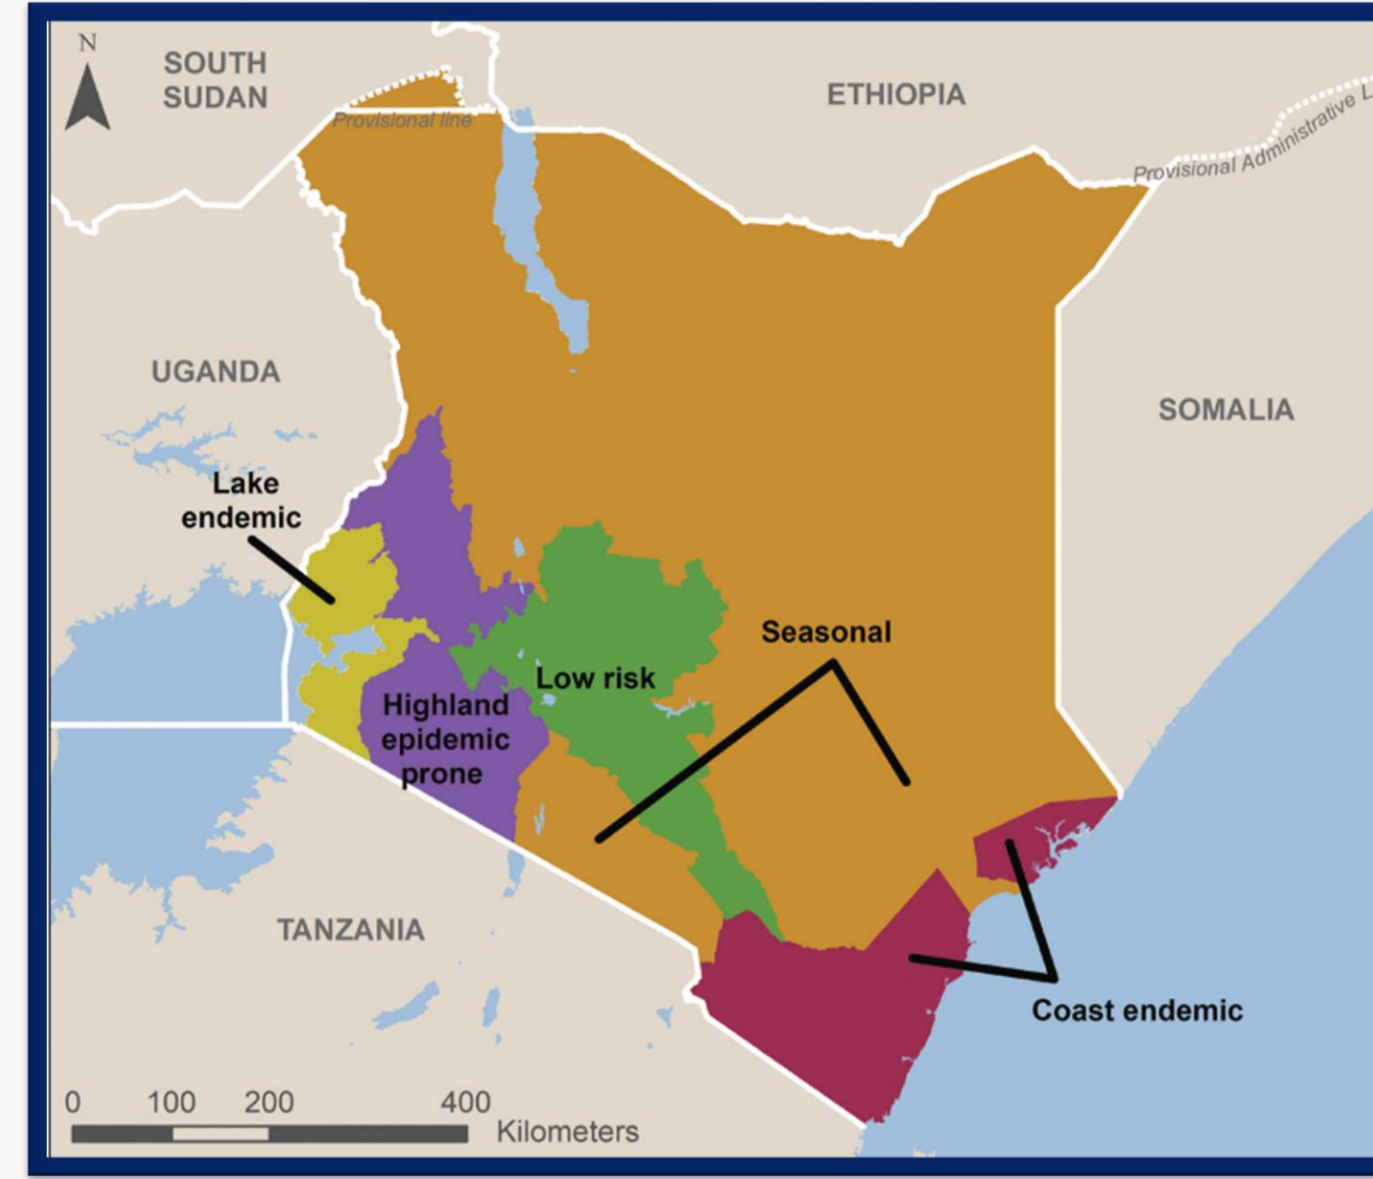 N
SOUTH
SUDAN
ETHIOPIA
Provisional line
Provisional Administrative L
UGANDA
SOMALIA
Lake
endemic
Seasonal
Low risk
Highland
epidemic
prone
TANZANIA
Coast endemic
0 100 200 400
Kilometers